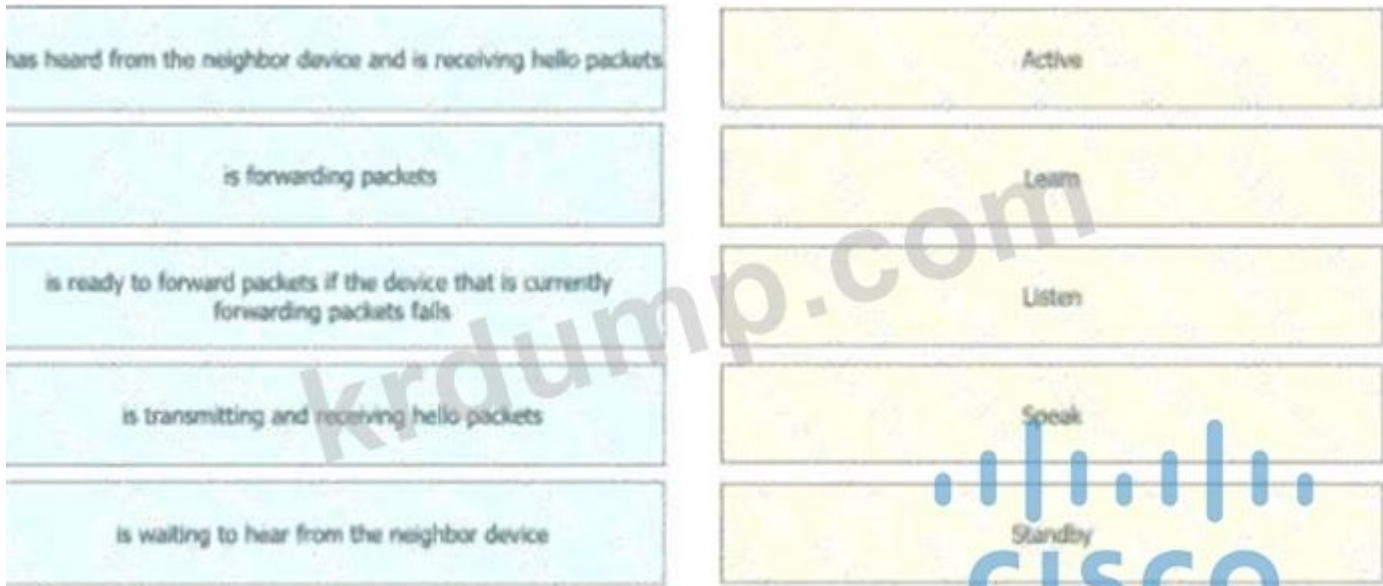 has heard from the neighbor device and is receiving hello packets
Active
is forwarding packets
Learn
is ready to forward packets if the device that is currently
forwarding packets fails
Listen
is transmitting and receiving hello packets
Speak
is waiting to hear from the neighbor device
Standby
krdump.com
CISCO